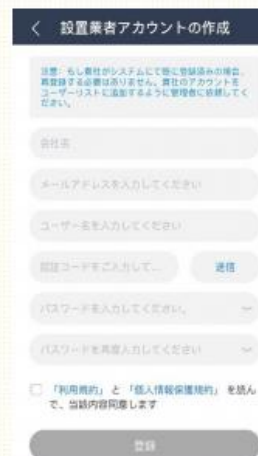 設置業者アカウントの作成
注意: もし貴社がシステムにて既に登録済みの場合、
再登録する必要はありません。貴社のアカウントを
ユーザーリストに追加するように管理者に依頼してく
ださい。
会社名
メールアドレスを入力してください
ユーザー名を入力してください
認証コードをご入力して...
送信
パスワードを入力してください。
パスワードを再度入力してください
「利用規約」 と 「個人情報保護規約」 を読ん
で、当該内容同意します
登録